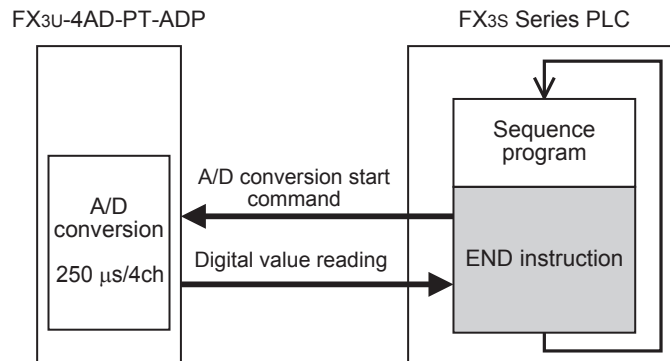 FX3U-4AD-PT-ADP
FX3S Series PLC
Sequence
program
A/D conversion start
command
A/D
conversion
250 μs/4ch
Digital value reading
END instruction